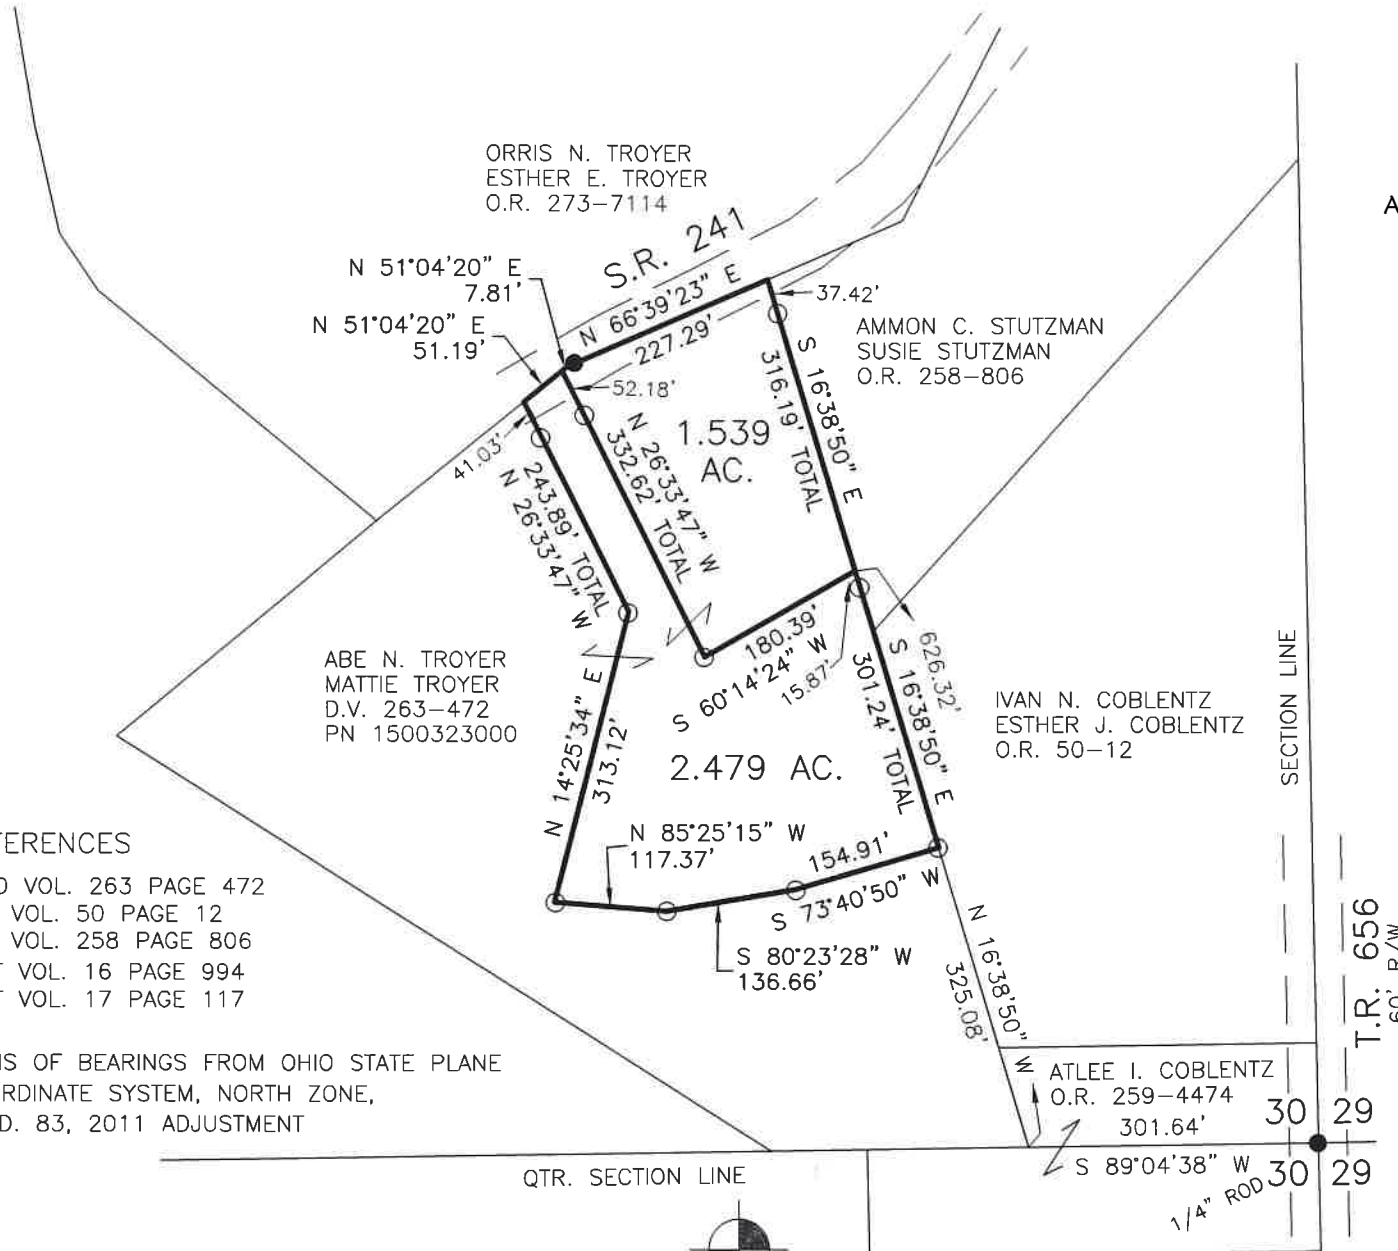 A
ORRIS N. TROYER
ESTHER E. TROYER
O.R. 273-7114
S.R. 241
N 51°04'20" E
7.81'
N 51°04'20" E
51.19'
N 66°39'23" E
227.29'
37.42'
AMMON C. STUTZMAN
SUSIE STUTZMAN
O.R. 258-806
52.18'
41.03'
S 16°38'50" E
316.19' TOTAL
1.539
AC.
N 26°33'47" W
332.62' TOTAL
243.89' TOTAL
N 26°33'47" W
180.39'
S 60°14'24" W
15.87'
626.32'
S 16°38'50" E
301.24' TOTAL
ABE N. TROYER
MATTIE TROYER
D.V. 263-472
PN 1500323000
IVAN N. COBLENTZ
ESTHER J. COBLENTZ
O.R. 50-12
SECTION LINE
N 14°25'34" E
313.12'
2.479 AC.
N 85°25'15" W
117.37'
154.91'
S 73°40'50" W
S 80°23'28" W
136.66'
N 16°38'50" W
325.08'
FERENCES
D VOL. 263 PAGE 472
VOL. 50 PAGE 12
VOL. 258 PAGE 806
T VOL. 16 PAGE 994
T VOL. 17 PAGE 117
IS OF BEARINGS FROM OHIO STATE PLANE
RDINATE SYSTEM, NORTH ZONE,
D. 83, 2011 ADJUSTMENT
T.R. 656
60' R/W
ATLEE I. COBLENTZ
O.R. 259-4474
301.64'
30 29
S 89°04'38" W
30 29
1/4" ROD
QTR. SECTION LINE